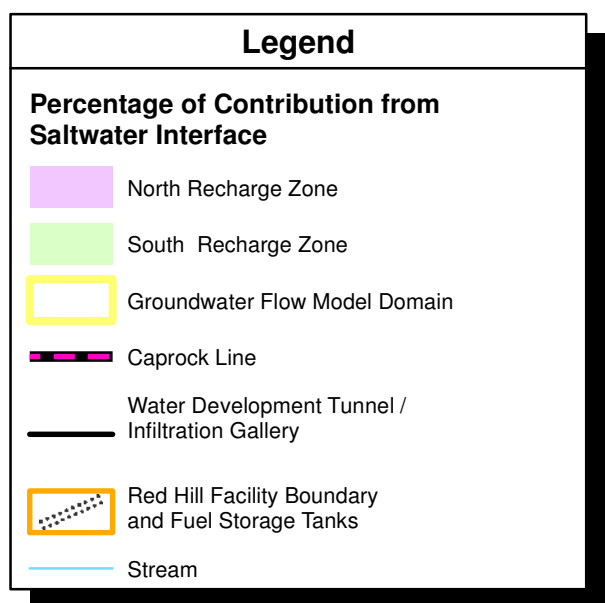 Legend
Percentage of Contribution from
Saltwater Interface
North Recharge Zone
South Recharge Zone
Groundwater Flow Model Domain
Caprock Line
Water Development Tunnel /
Infiltration Gallery
Red Hill Facility Boundary
and Fuel Storage Tanks
Stream